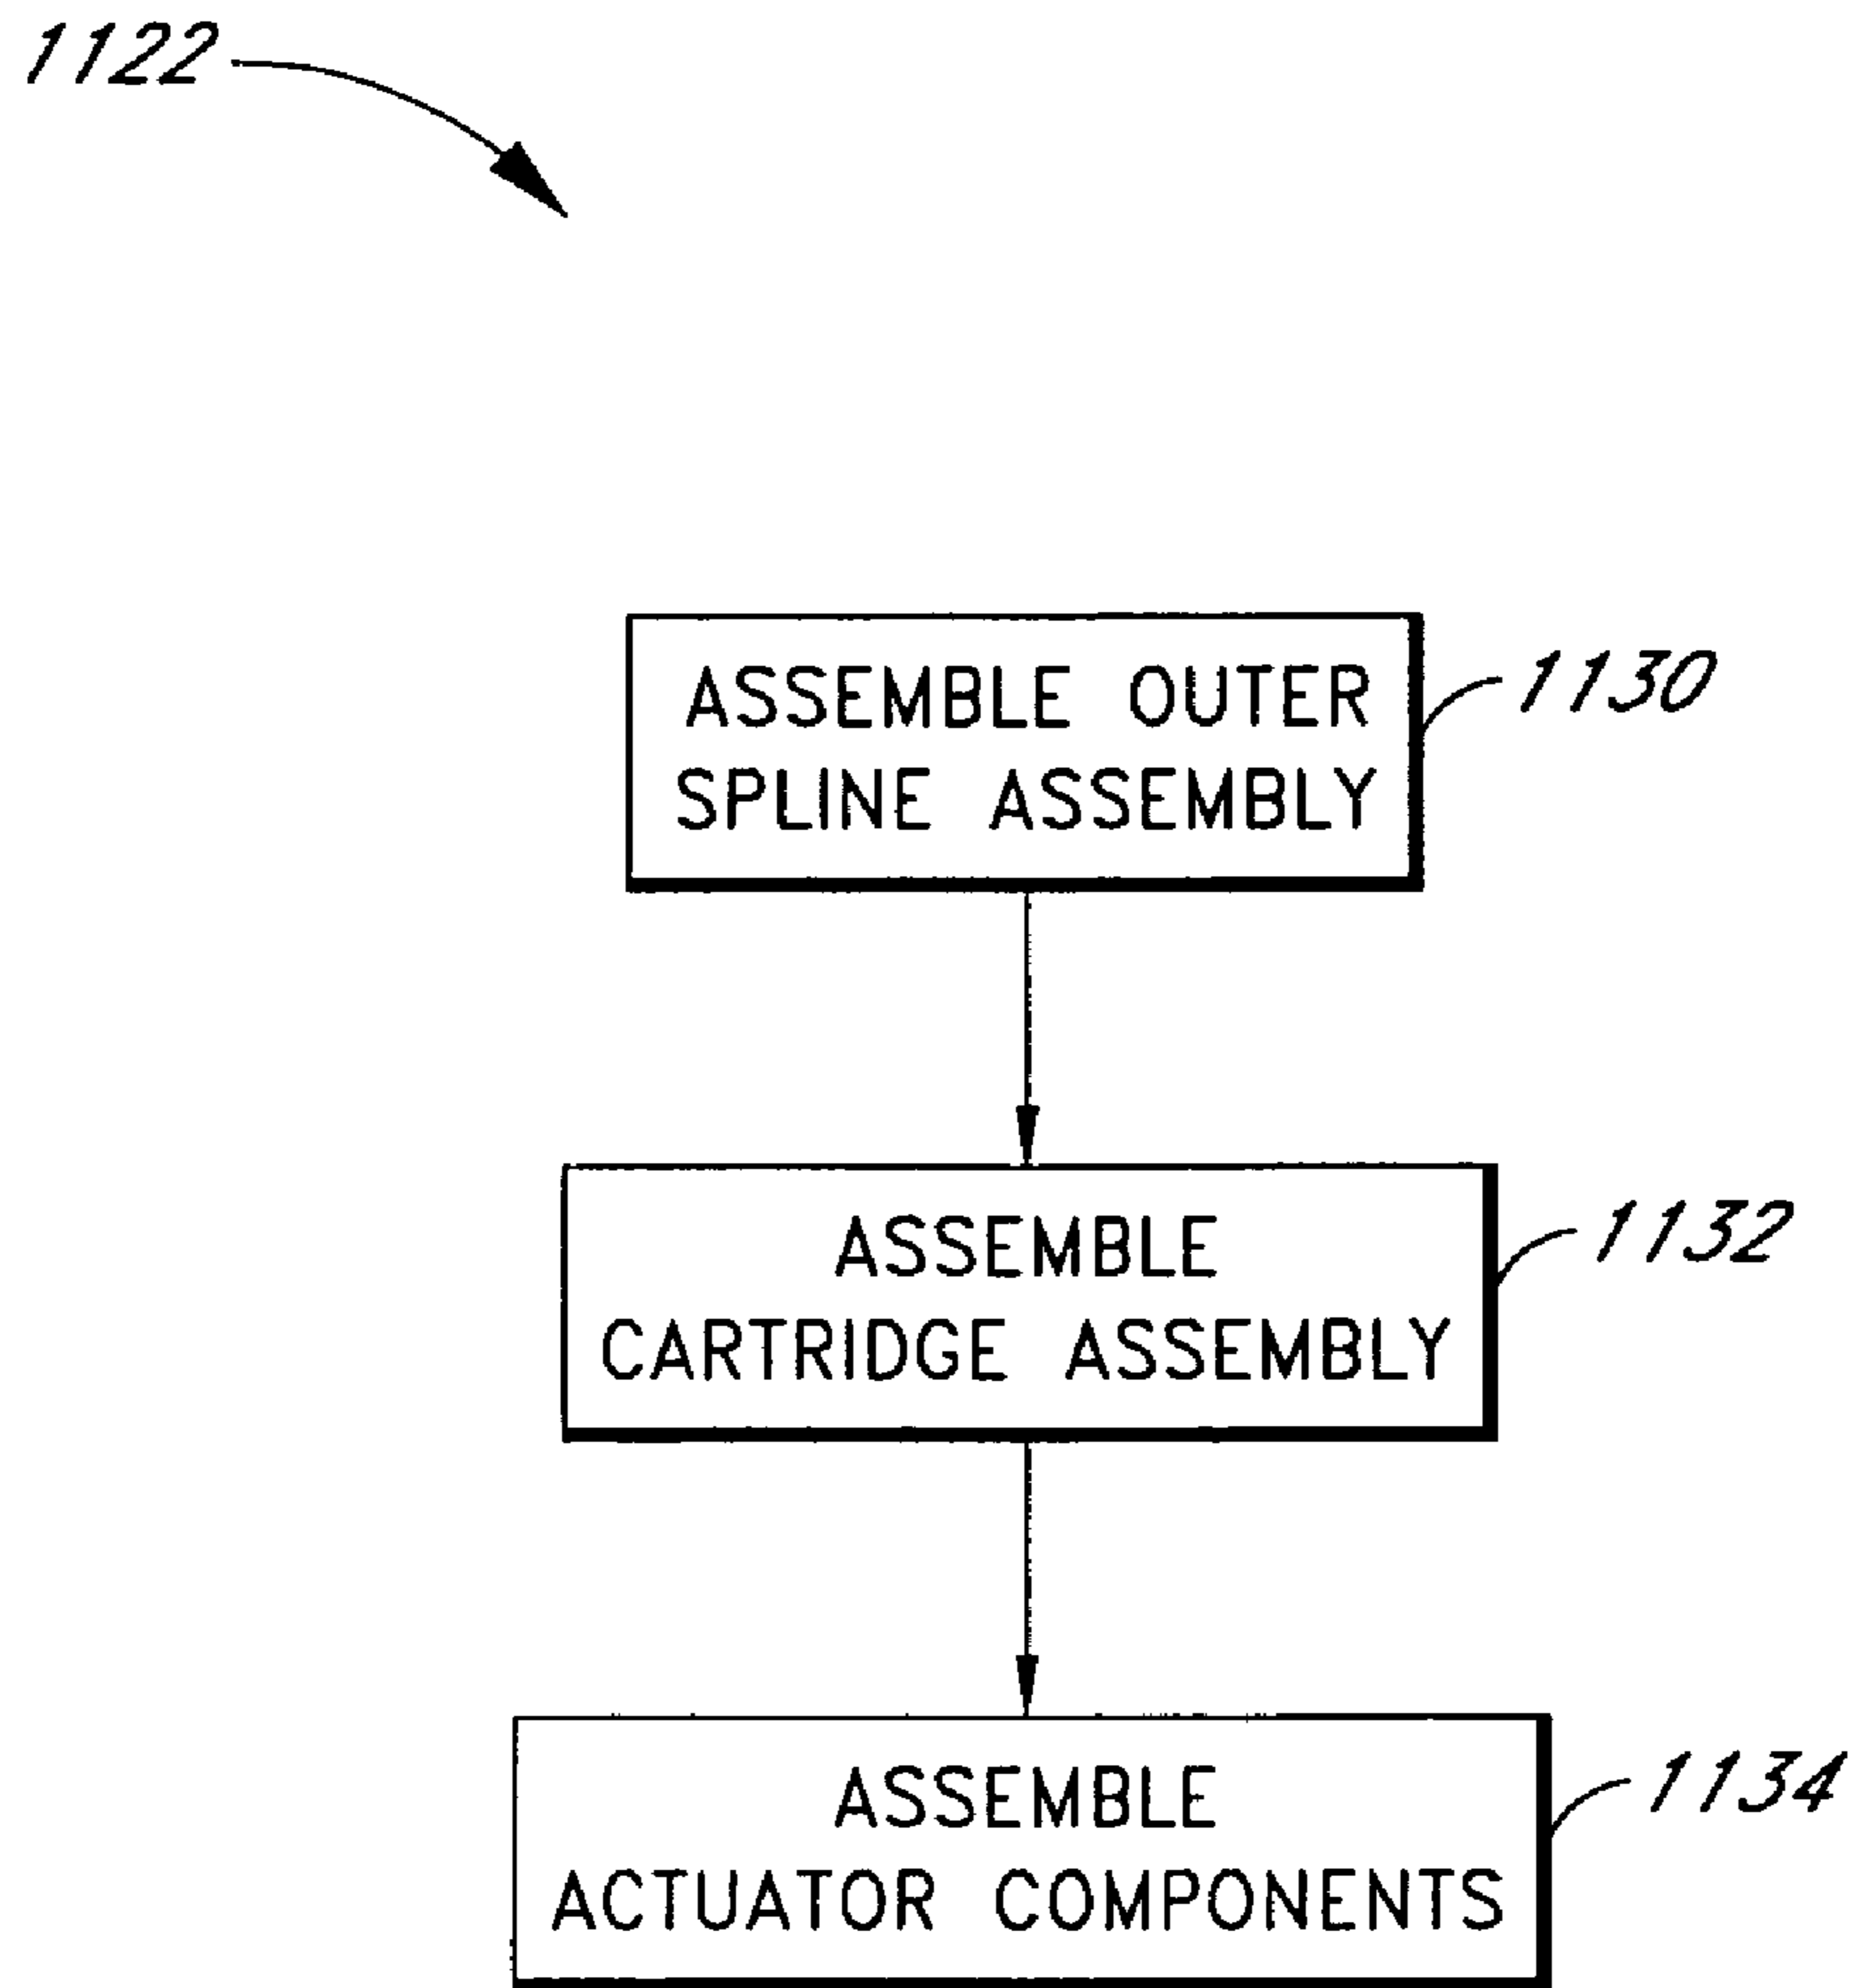 1122
ASSEMBLE OUTER
SPLINE ASSEMBLY
1130
ASSEMBLE
CARTRIDGE ASSEMBLY
1132
ASSEMBLE
ACTUATOR COMPONENTS
1134